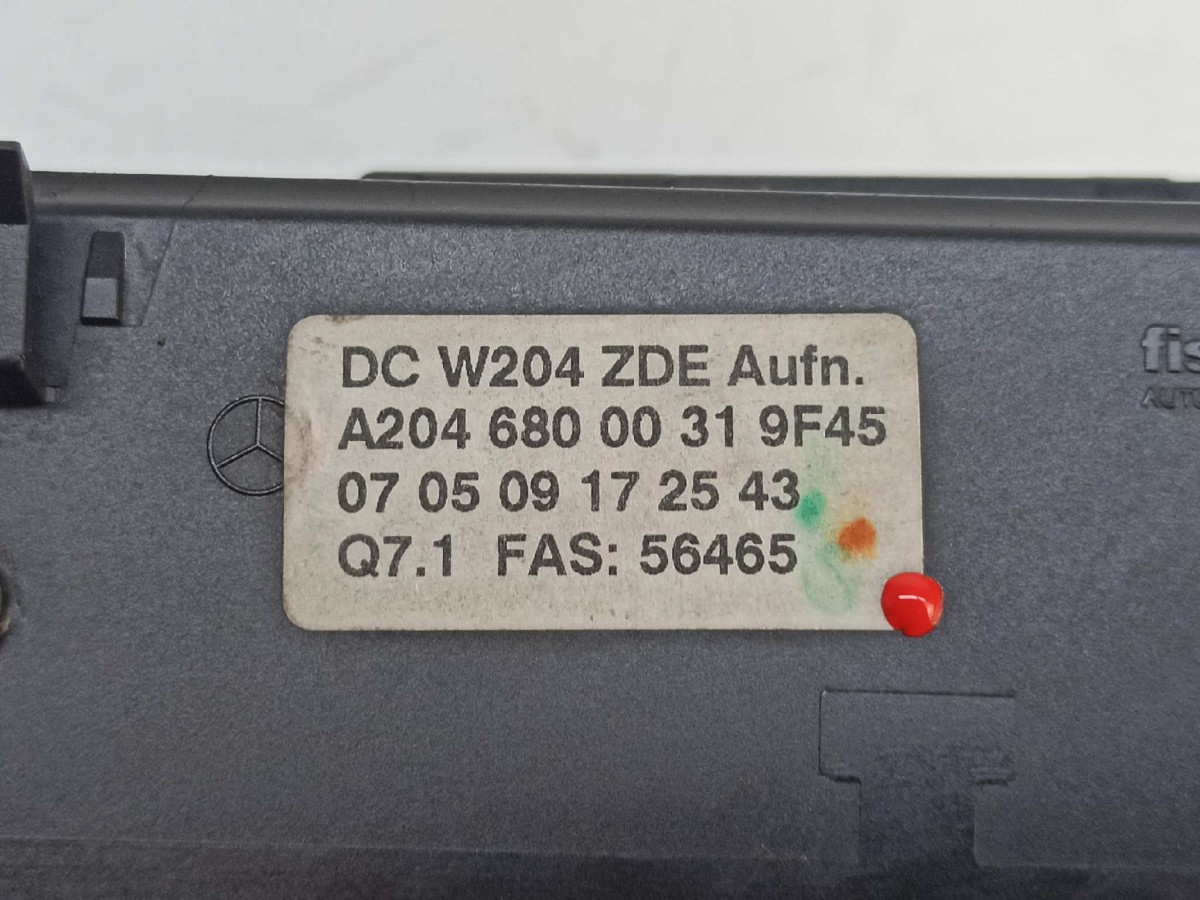 DC W204 ZDE Aufn.
A204 680 00 31 9F45
07 05 09 17 25 43
Q7.1 FAS: 56465